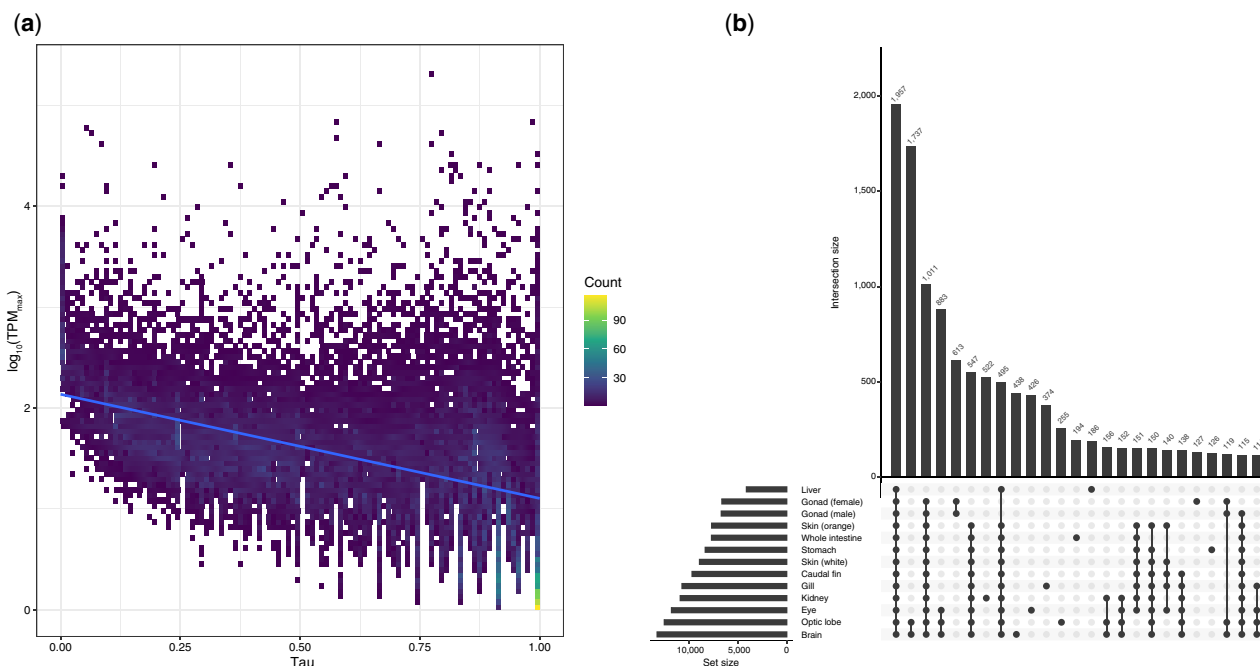 (a)
(b)
log10(TPMmax)
4
2
0
0.00
0.25
0.50
0.75
1.00
Tau
Count
90
60
30
Intersection size
2,000
1,500
1,000
500
0
1,957
1,737
1,011
883
613
547
522
495
438
426
374
255
194
186
156
152
151
150
140
138
127
126
119
115
Liver
Gonad (female)
Gonad (male)
Skin (orange)
Whole intestine
Stomach
Skin (white)
Caudal fin
Gill
Kidney
Eye
Optic lobe
Brain
10,000
5,000
0
Set size